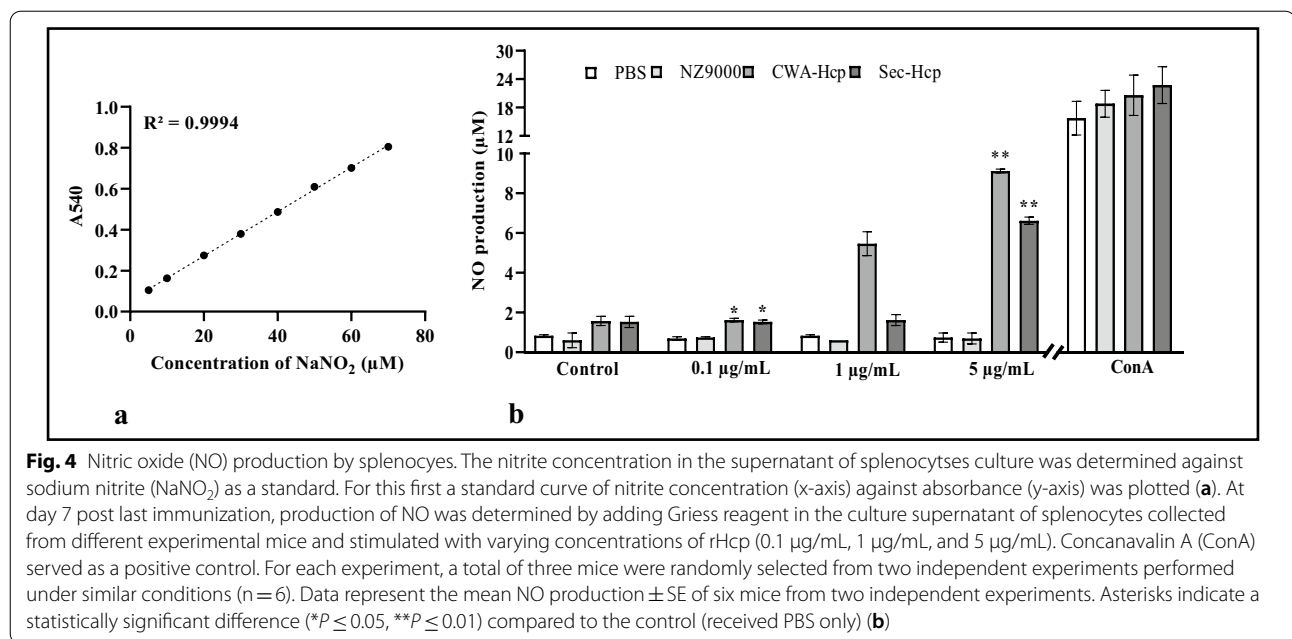 R² = 0.9994
1.0
0.8
0.6
0.4
0.2
0.0
A540
0
20
40
60
80
Concentration of NaNO₂ (μM)
a
PBS NZ9000 CWA-Hcp Sec-Hcp
30
24
18
12
10
8
6
4
2
0
NO production (μM)
**
**
* *
Control 0.1 μg/mL 1 μg/mL 5 μg/mL ConA
b
Fig. 4 Nitric oxide (NO) production by splenocyes. The nitrite concentration in the supernatant of splenocytses culture was determined against
sodium nitrite (NaNO₂) as a standard. For this first a standard curve of nitrite concentration (x-axis) against absorbance (y-axis) was plotted (a). At
day 7 post last immunization, production of NO was determined by adding Griess reagent in the culture supernatant of splenocytes collected
from different experimental mice and stimulated with varying concentrations of rHcp (0.1 μg/mL, 1 μg/mL, and 5 μg/mL). Concanavalin A (ConA)
served as a positive control. For each experiment, a total of three mice were randomly selected from two independent experiments performed
under similar conditions (n = 6). Data represent the mean NO production ± SE of six mice from two independent experiments. Asterisks indicate a
statistically significant difference (*P ≤ 0.05, **P ≤ 0.01) compared to the control (received PBS only) (b)